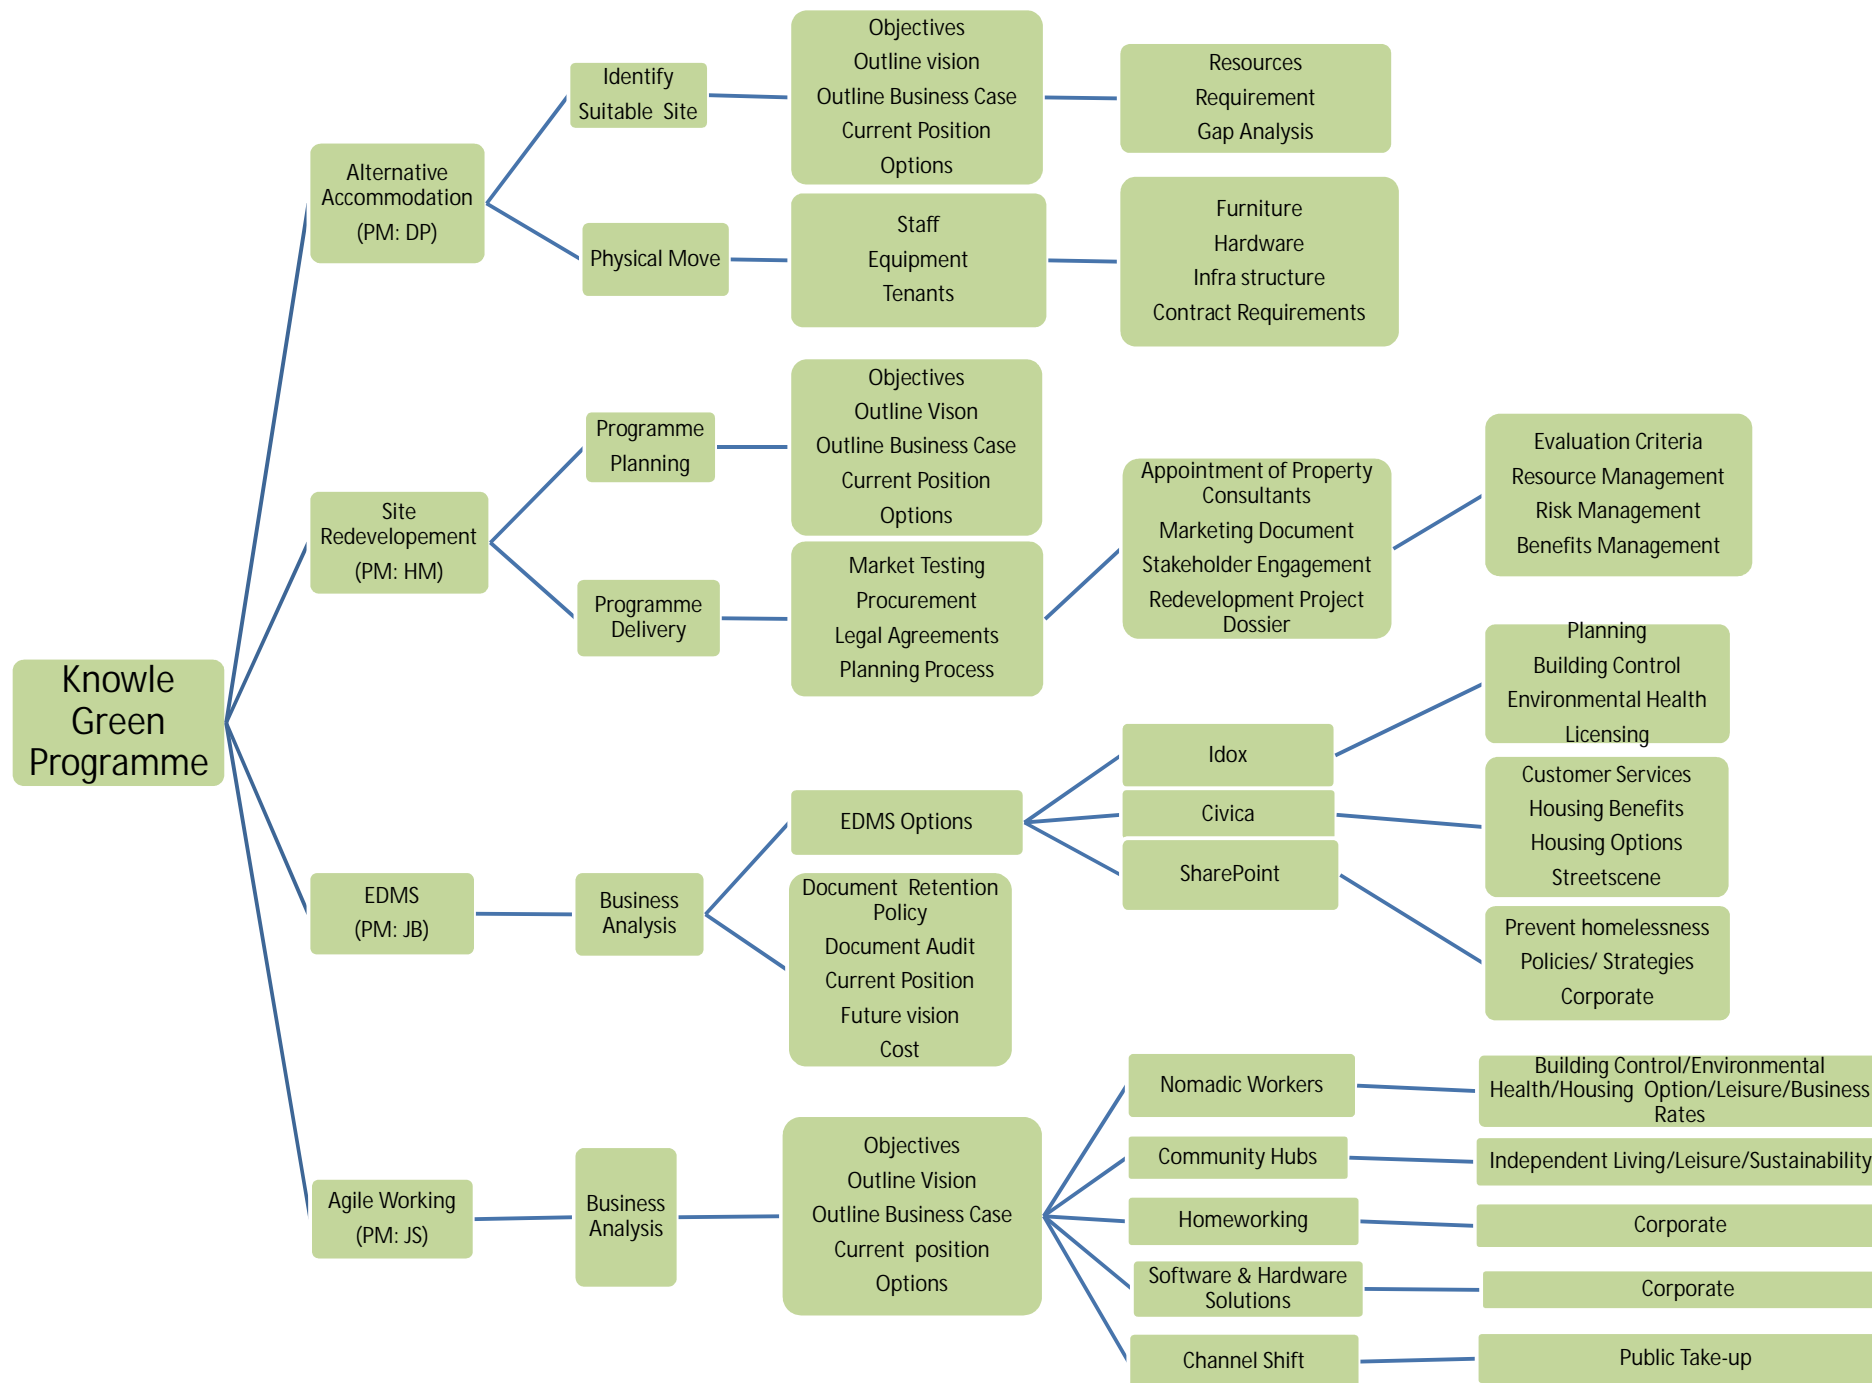 Knowle
Green
Programme
Alternative
Accommodation
(PM: DP)
Identify
Suitable  Site
Objectives
Outline vision
Outline Business Case
Current Position
Options
Resources
Requirement
Gap Analysis
Physical Move
Staff
Equipment
Tenants
Furniture
Hardware
Infra structure
Contract Requirements
Site
Redevelopement
(PM: HM)
Programme
Planning
Objectives
Outline Vison
Outline Business Case
Current Position
Options
Programme
Delivery
Market Testing
Procurement
Legal Agreements
Planning Process
Appointment of Property
Consultants
Marketing Document
Stakeholder Engagement
Redevelopment Project
Dossier
Evaluation Criteria
Resource Management
Risk Management
Benefits Management
EDMS
(PM: JB)
Business
Analysis
EDMS Options
Idox
Planning
Building Control
Environmental Health
Licensing
Civica
Customer Services
Housing Benefits
Housing Options
Streetscene
SharePoint
Prevent homelessness
Policies/ Strategies
Corporate
Document  Retention
Policy
Document Audit
Current Position
Future vision
Cost
Agile Working
(PM: JS)
Business
Analysis
Objectives
Outline Vision
Outline Business Case
Current  position
Options
Nomadic Workers
Building Control/Environmental
Health/Housing  Option/Leisure/Business
Rates
Community Hubs
Independent Living/Leisure/Sustainability
Homeworking
Corporate
Software & Hardware
Solutions
Corporate
Channel Shift
Public Take-up